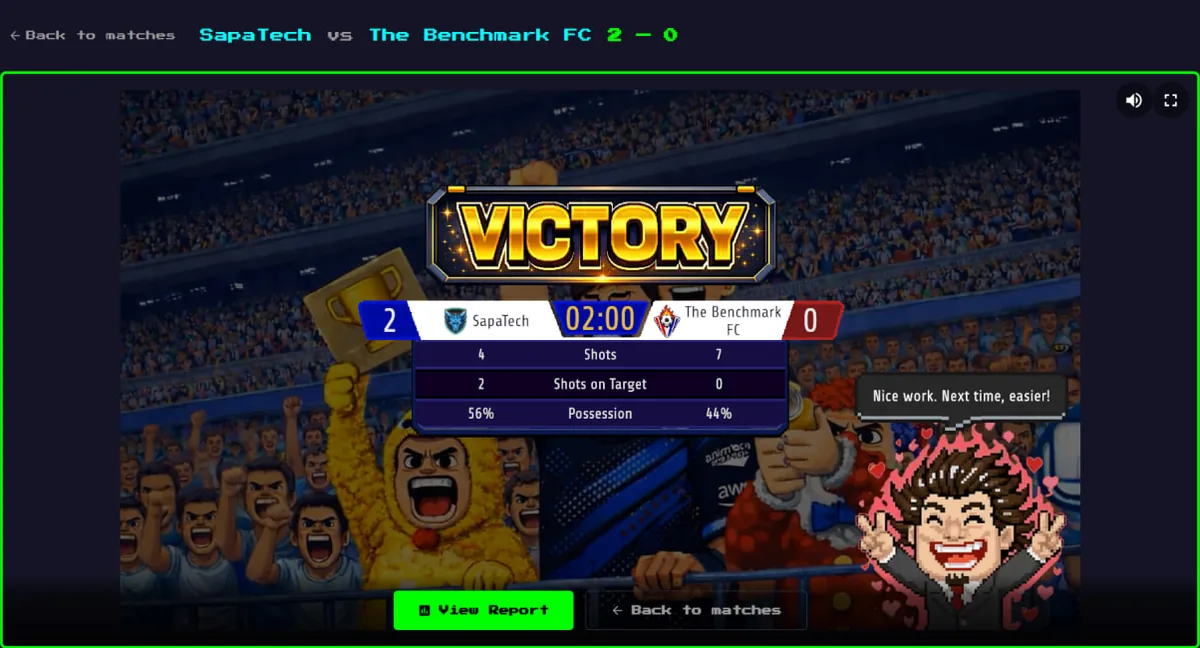 ← Back to matches SapaTech vs The Benchmark FC 2 — 0
VICTORY
2 SapaTech 02:00 The Benchmark FC 0
4 Shots 7
2 Shots on Target 0
56% Possession 44%
Nice work. Next time, easier!
aws
View Report ← Back to matches